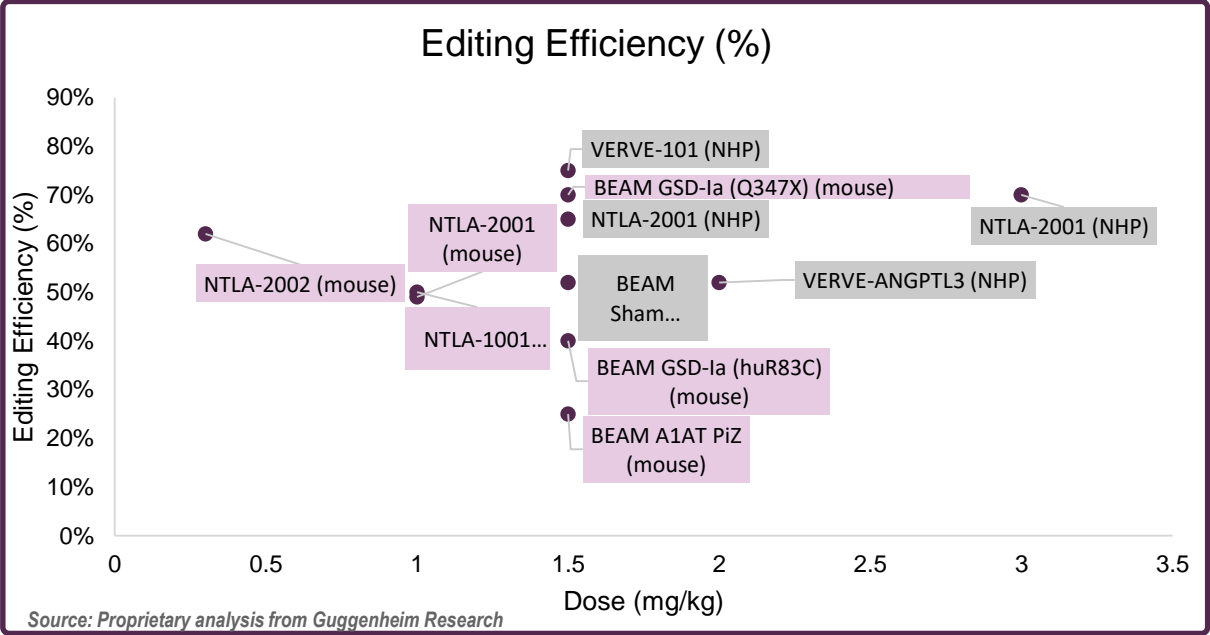 Editing Efficiency (%)
Editing Efficiency (%)
90%
80%
70%
60%
50%
40%
30%
20%
10%
0%
VERVE-101 (NHP)
BEAM GSD-Ia (Q347X) (mouse)
NTLA-2001 (NHP)
NTLA-2001
(mouse)
NTLA-2001 (NHP)
NTLA-2002 (mouse)
BEAM
Sham...
VERVE-ANGPTL3 (NHP)
NTLA-1001...
BEAM GSD-Ia (huR83C)
(mouse)
BEAM A1AT PiZ
(mouse)
0 0.5 1 1.5 2 2.5 3 3.5
Dose (mg/kg)
Source: Proprietary analysis from Guggenheim Research